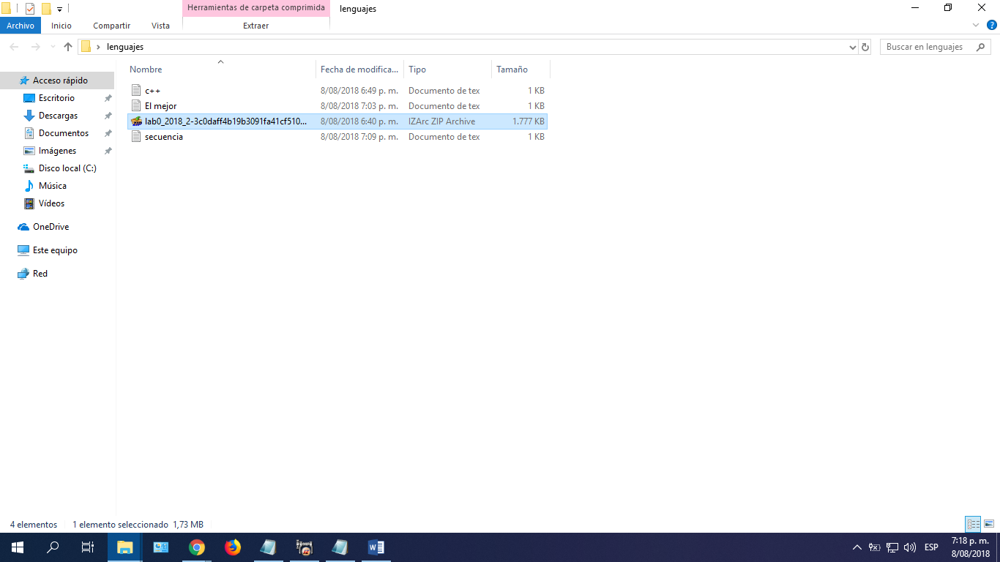 Herramientas de carpeta comprimida lenguajes
Archivo Inicio Compartir Vista Extraer
lenguajes Buscar en lenguajes
Nombre Fecha de modifica... Tipo Tamaño
Acceso rápido
Escritorio
Descargas
Documentos
Imágenes
Disco local (C:)
Música
Vídeos
OneDrive
Este equipo
Red
c++ 8/08/2018 6:49 p. m. Documento de tex 1 KB
El mejor 8/08/2018 7:03 p. m. Documento de tex 1 KB
lab0_2018_2-3c0daff4b19b3091fa41cf510... 8/08/2018 6:40 p. m. IZArc ZIP Archive 1.777 KB
secuencia 8/08/2018 7:09 p. m. Documento de tex 1 KB
4 elementos 1 elemento seleccionado 1,73 MB
ESP
7:18 p. m.
8/08/2018